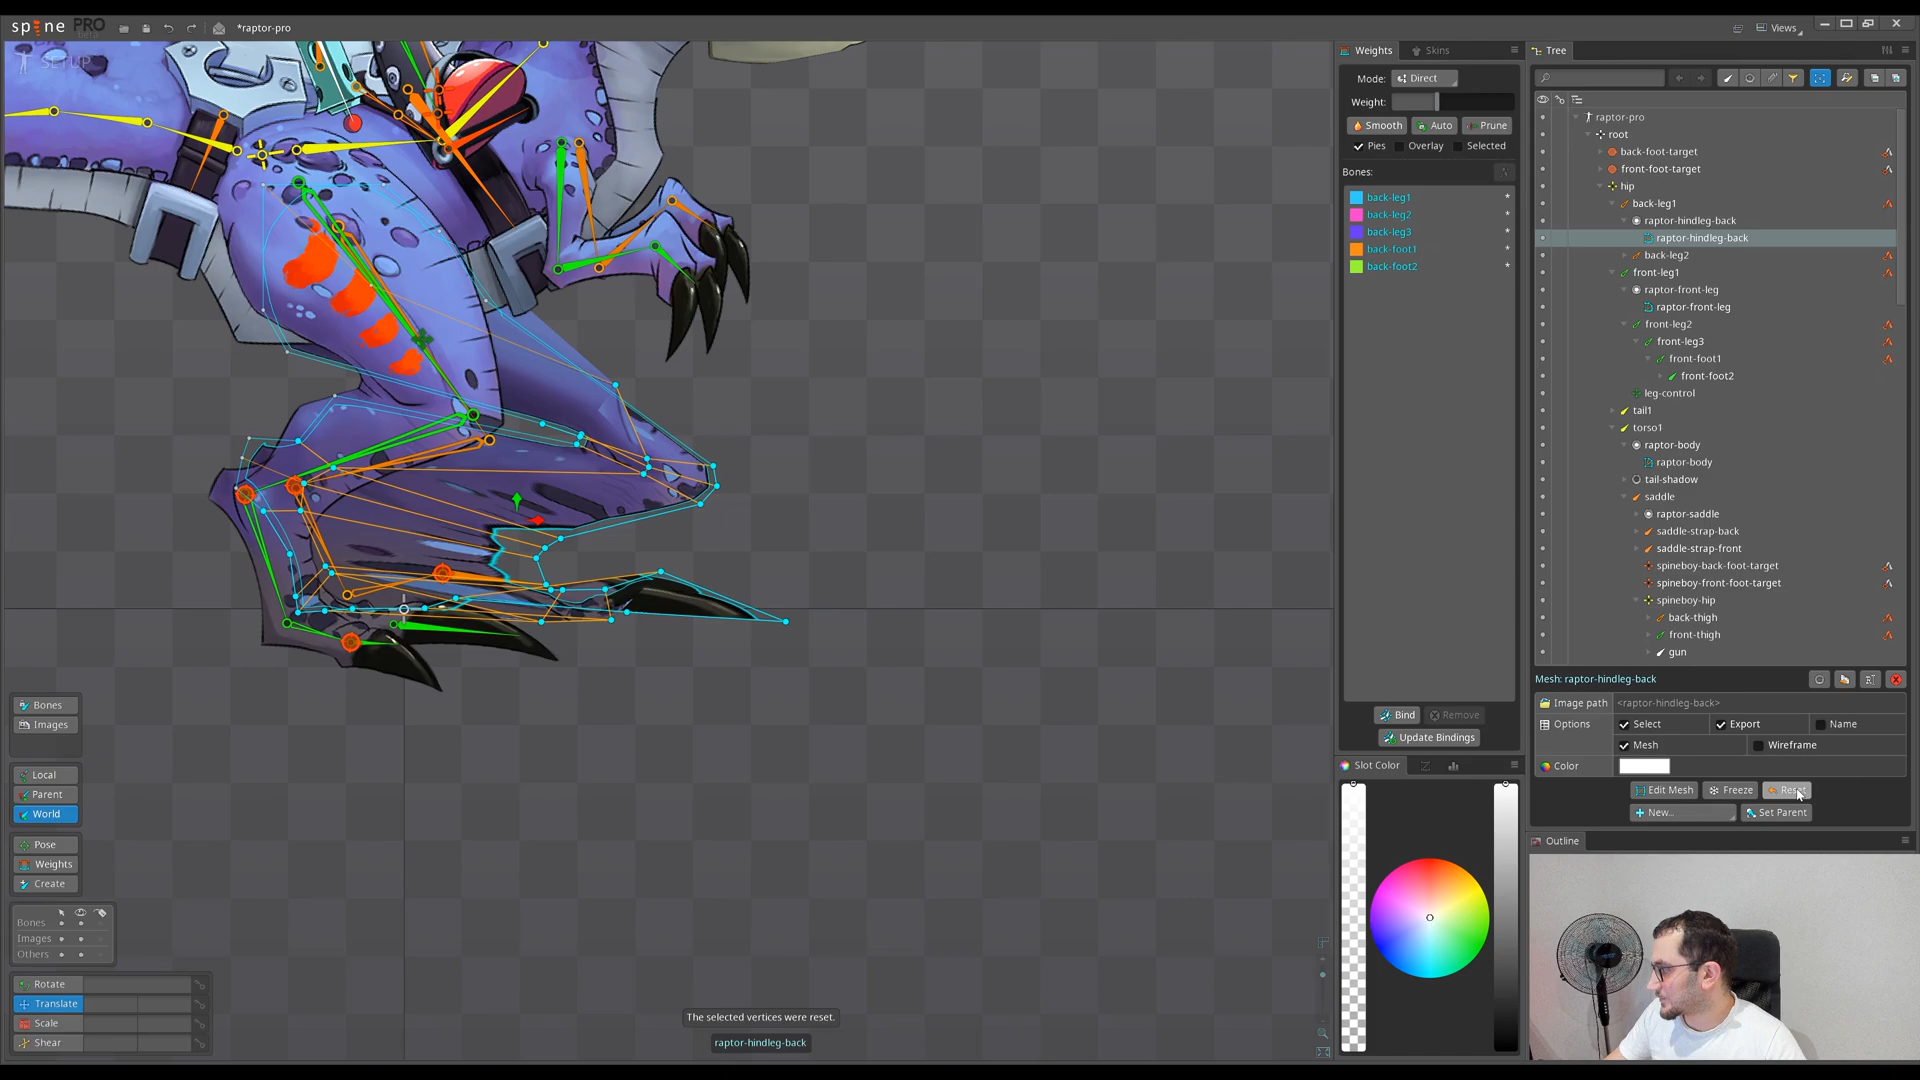 spine PRO
beta
*raptor-pro
Views
SETUP
Weights
Skins
Mode:
Direct
Weight:
Smooth
Auto
Prune
Pies
Overlay
Selected
Bones:
back-leg1 *
back-leg2 *
back-leg3 *
back-foot1 *
back-foot2 *
Bind
Remove
Update Bindings
Slot Color
Tree
raptor-pro
root
back-foot-target
front-foot-target
hip
back-leg1
raptor-hindleg-back
raptor-hindleg-back
back-leg2
front-leg1
raptor-front-leg
raptor-front-leg
front-leg2
front-leg3
front-foot1
front-foot2
leg-control
tail1
torso1
raptor-body
raptor-body
tail-shadow
saddle
raptor-saddle
saddle-strap-back
saddle-strap-front
spineboy-back-foot-target
spineboy-front-foot-target
spineboy-hip
back-thigh
front-thigh
gun
Mesh: raptor-hindleg-back
Image path
<raptor-hindleg-back>
Options
Select
Export
Name
Mesh
Wireframe
Color
Edit Mesh
Freeze
Reset
New...
Set Parent
Outline
Bones
Images
Local
Parent
World
Pose
Weights
Create
Bones
Images
Others
Rotate
Translate
Scale
Shear
The selected vertices were reset.
raptor-hindleg-back